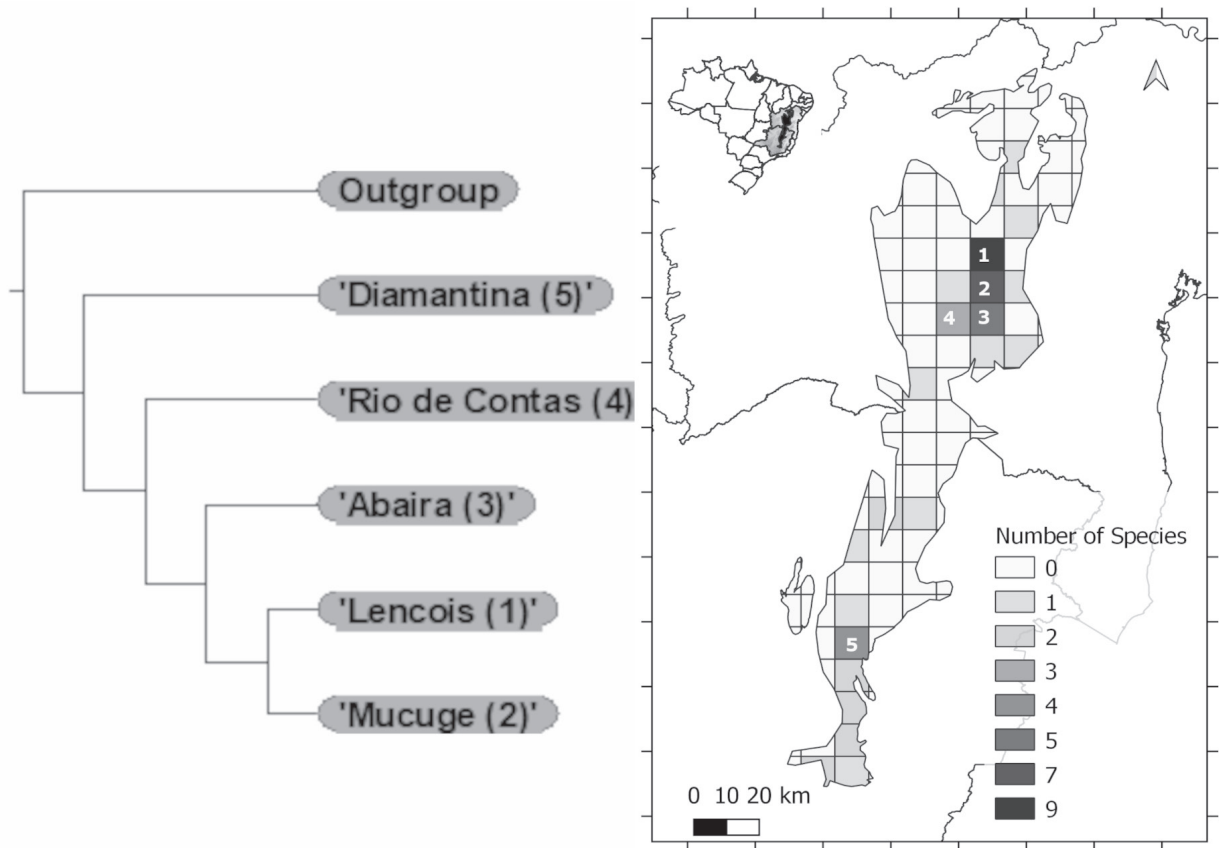 Outgroup
'Diamantina (5)'
'Rio de Contas (4)
'Abaira (3)'
'Lencois (1)'
'Mucuge (2)'
1
2
4 3
5
Number of Species
0
1
2
3
4
5
7
9
0 10 20 km